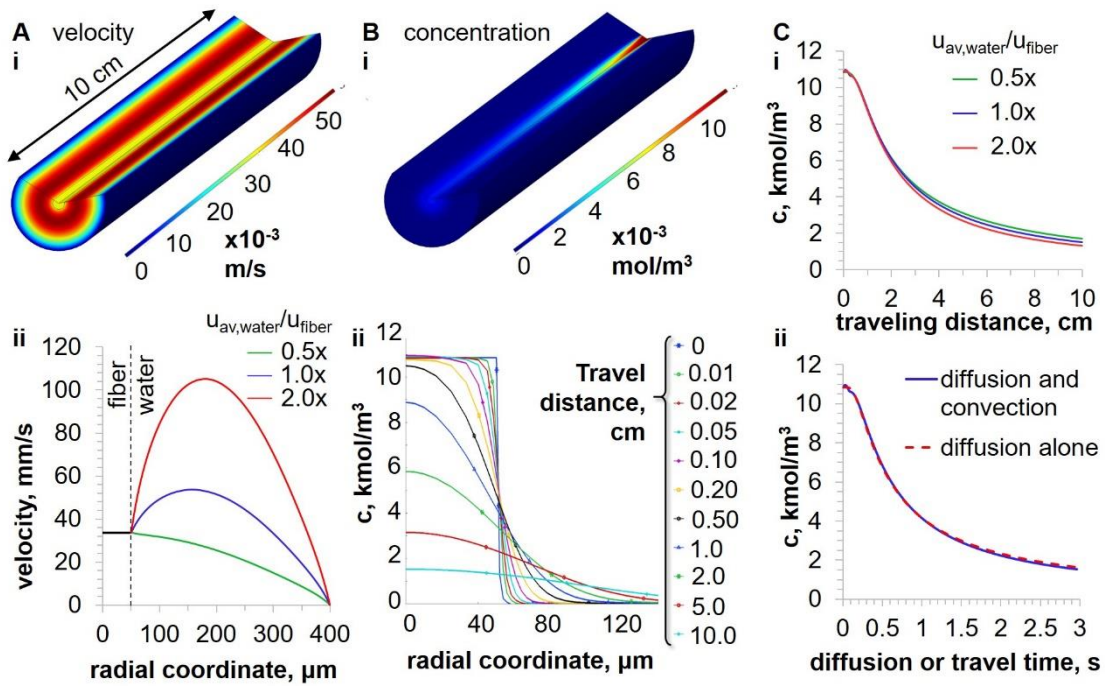 A velocity
i
10 cm
50
40
30
20
10
0
x10-3
m/s
B concentration
i
10
8
6
4
2
0
x10-3
mol/m3
C
i
uav,water/ufiber
0.5x
1.0x
2.0x
12
10
8
6
4
2
0
c, kmol/m3
0 2 4 6 8 10
traveling distance, cm
ii
uav,water/ufiber
0.5x
1.0x
2.0x
fiber
water
120
100
80
60
40
20
0
velocity, mm/s
0 100 200 300 400
radial coordinate, µm
ii
12
10
8
6
4
2
0
c, kmol/m3
0 40 80 120
radial coordinate, µm
Travel
distance,
cm
0
0.01
0.02
0.05
0.10
0.20
0.50
1.0
2.0
5.0
10.0
ii
diffusion and
convection
diffusion alone
12
10
8
6
4
2
0
c, kmol/m3
0 0.5 1 1.5 2 2.5 3
diffusion or travel time, s